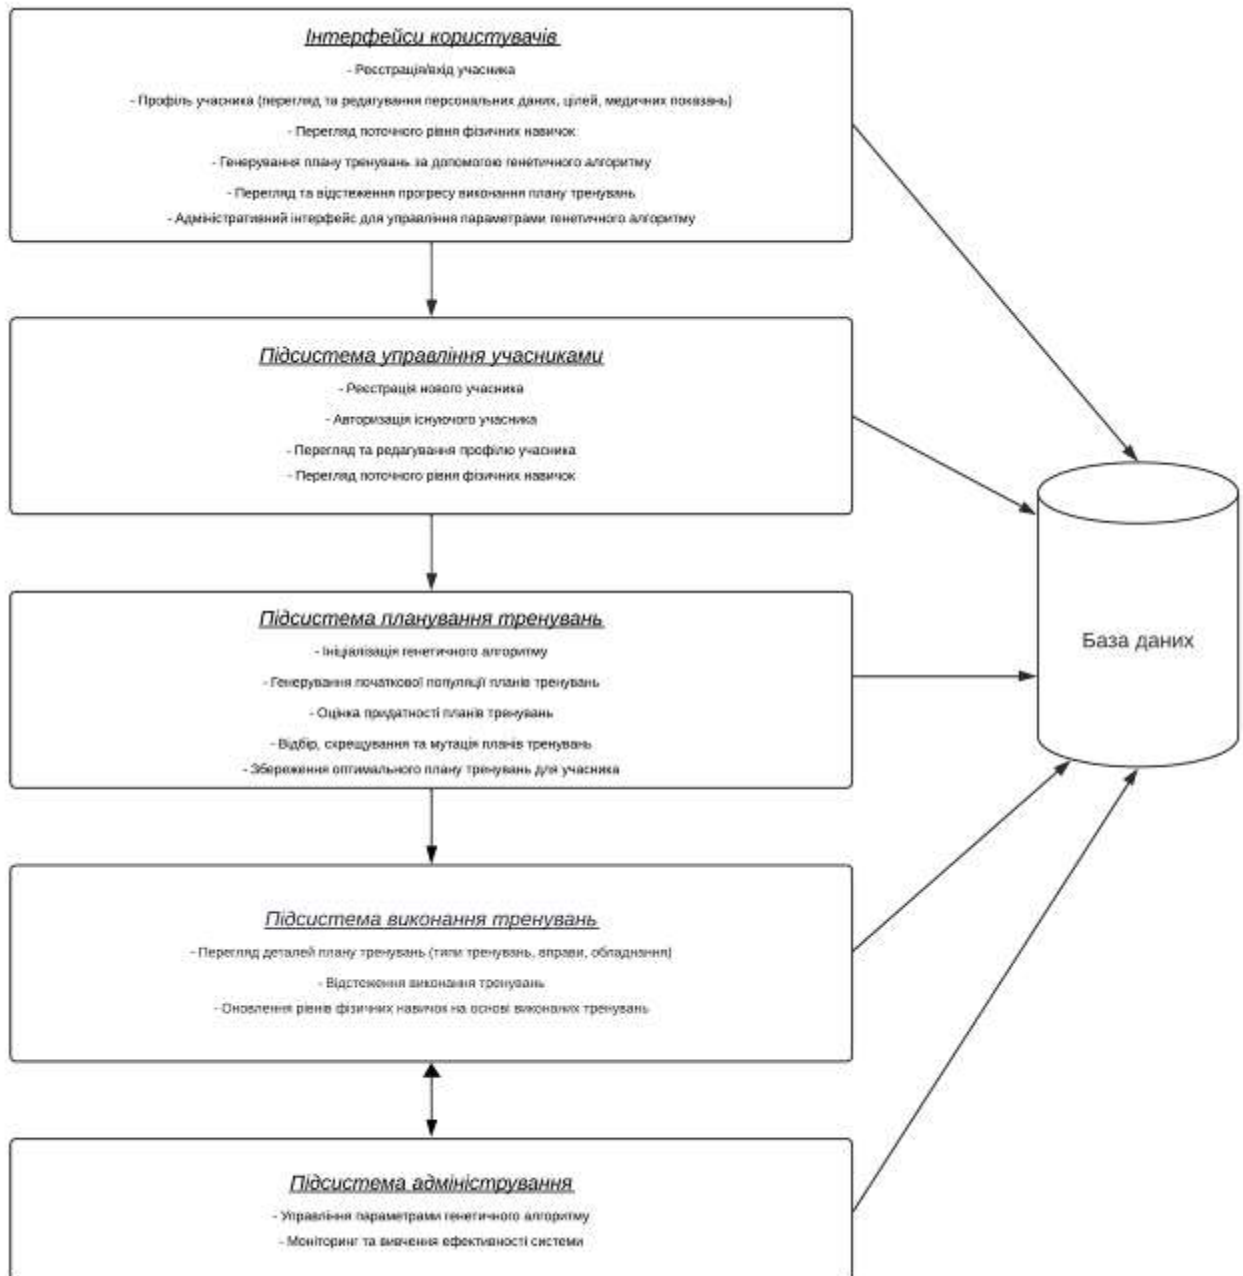 Інтерфейси користувачів
- Реєстрація/вхід учасника
- Профіль учасника (перегляд та редагування персональних даних, цілей, медичних показань)
- Перегляд поточного рівня фізичних навичок
- Генерування плану тренувань за допомогою генетичного алгоритму
- Перегляд та відстеження прогресу виконання плану тренувань
- Адміністративний інтерфейс для управління параметрами генетичного алгоритму
Підсистема управління учасниками
- Реєстрація нового учасника
- Авторизація існуючого учасника
- Перегляд та редагування профілю учасника
- Перегляд поточного рівня фізичних навичок
Підсистема планування тренувань
- Ініціалізація генетичного алгоритму
- Генерування початкової популяції планів тренувань
- Оцінка придатності планів тренувань
- Відбір, схрещування та мутація планів тренувань
- Збереження оптимального плану тренувань для учасника
База даних
Підсистема виконання тренувань
- Перегляд деталей плану тренувань (типи тренувань, вправи, обладнання)
- Відстеження виконання тренувань
- Оновлення рівнів фізичних навичок на основі виконаних тренувань
Підсистема адміністрування
- Управління параметрами генетичного алгоритму
- Моніторинг та вивчення ефективності системи